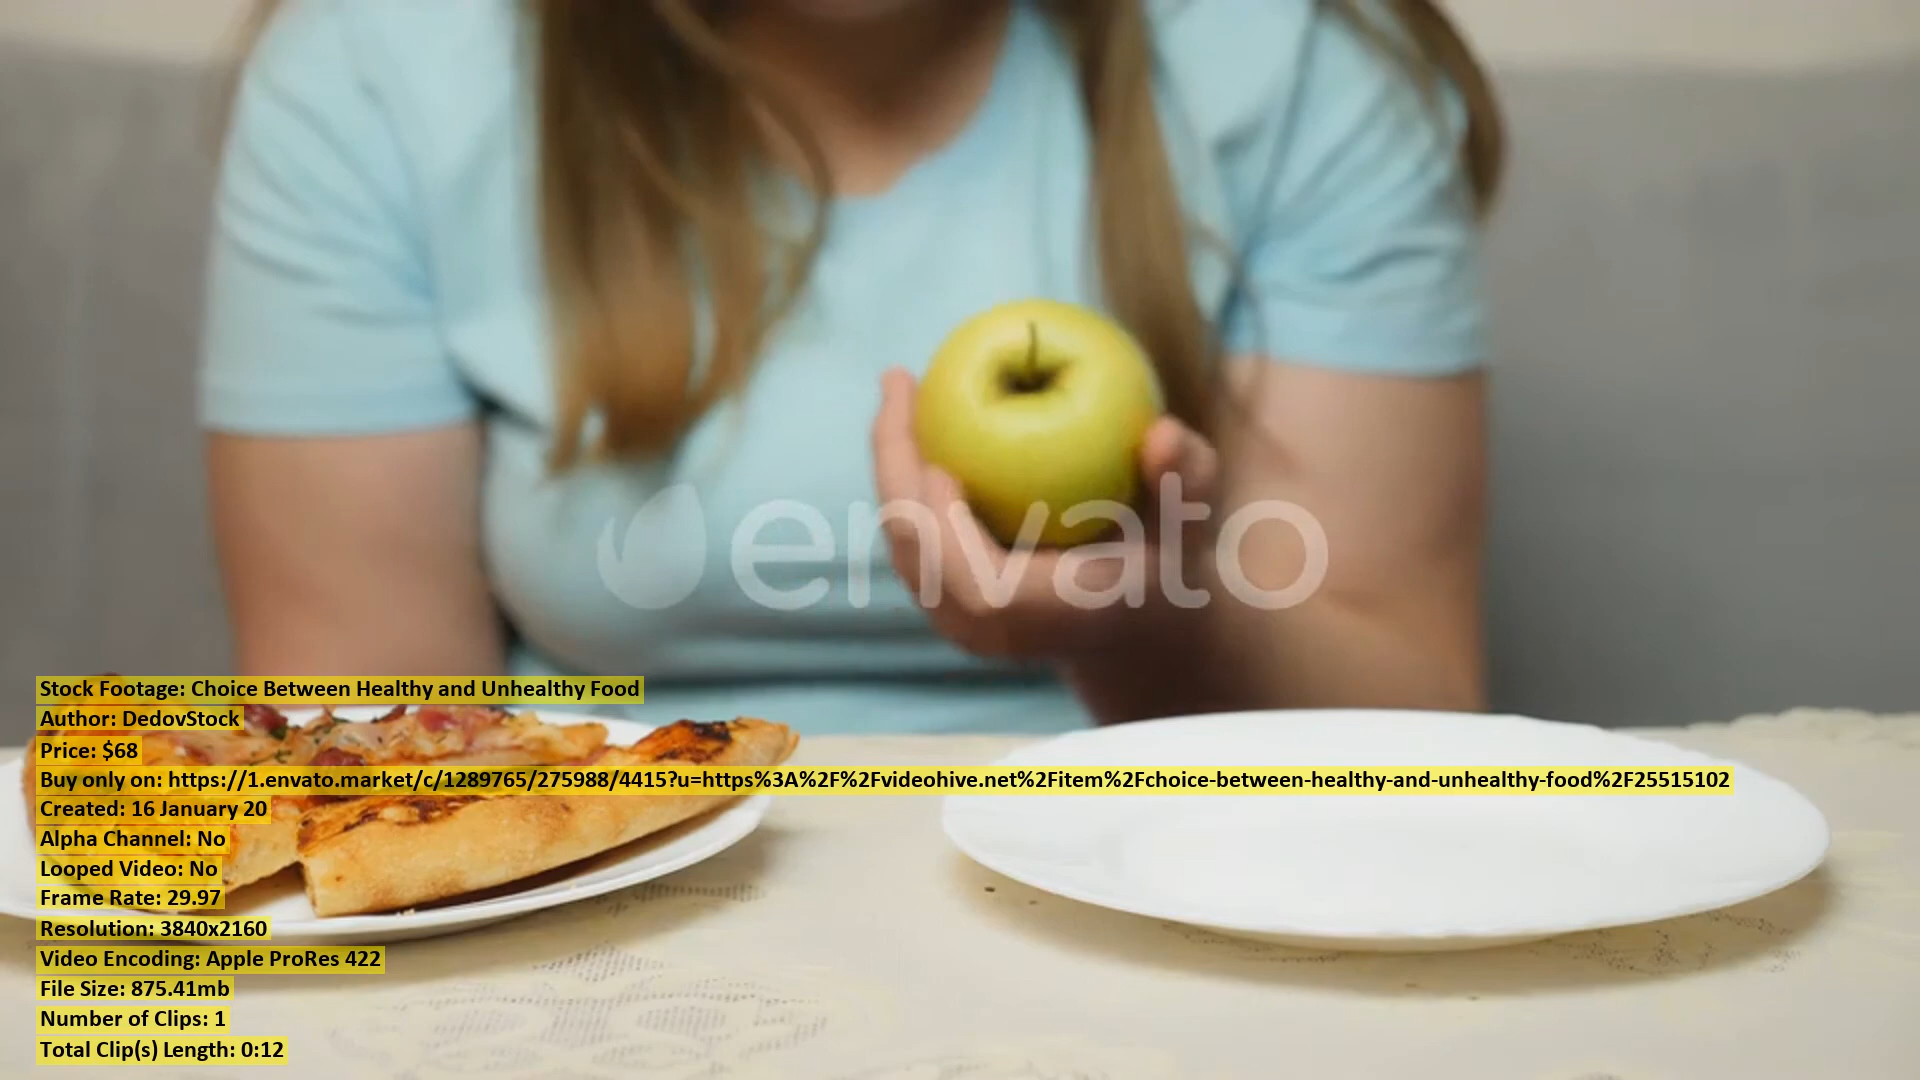 envato
Stock Footage: Choice Between Healthy and Unhealthy Food
Author: DedovStock
Price: $68
Buy only on: https://1.envato.market/c/1289765/275988/4415?u=https%3A%2F%2Fvideohive.net%2Fitem%2Fchoice-between-healthy-and-unhealthy-food%2F25515102
Created: 16 January 20
Alpha Channel: No
Looped Video: No
Frame Rate: 29.97
Resolution: 3840x2160
Video Encoding: Apple ProRes 422
File Size: 875.41mb
Number of Clips: 1
Total Clip(s) Length: 0:12